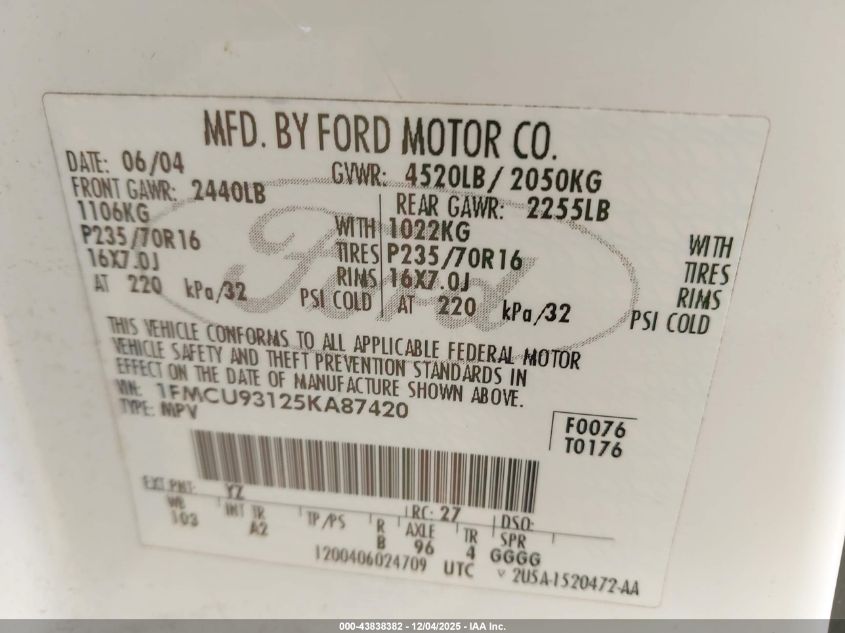 MFD. BY FORD MOTOR CO.
DATE: 06/04
GVWR: 4520LB/ 2050KG
FRONT GAWR: 2440LB
REAR GAWR: 2255LB
1106KG WITH
1022KG WITH
P235/70R16 TIRES
P235/70R16 TIRES
16X7.0J RIMS
16X7.0J RIMS
AT 220 kPa/32 PSI COLD
AT 220 kPa/32 PSI COLD
Ford
THIS VEHICLE CONFORMS TO ALL APPLICABLE FEDERAL MOTOR
VEHICLE SAFETY AND THEFT PREVENTION STANDARDS IN
EFFECT ON THE DATE OF MANUFACTURE SHOWN ABOVE.
VIN: 1FMCU93125KA87420
TYPE: MPV
F0076
T0176
EXT PNT: YZ RC: 27 DSO:
WB INT TR TP/PS R AXLE TR SPR
103 A2 B 96 4 GGGG
1200406024709 UTC
v 2U5A-1520472-AA
000-43838382 - 12/04/2025 - IAA Inc.